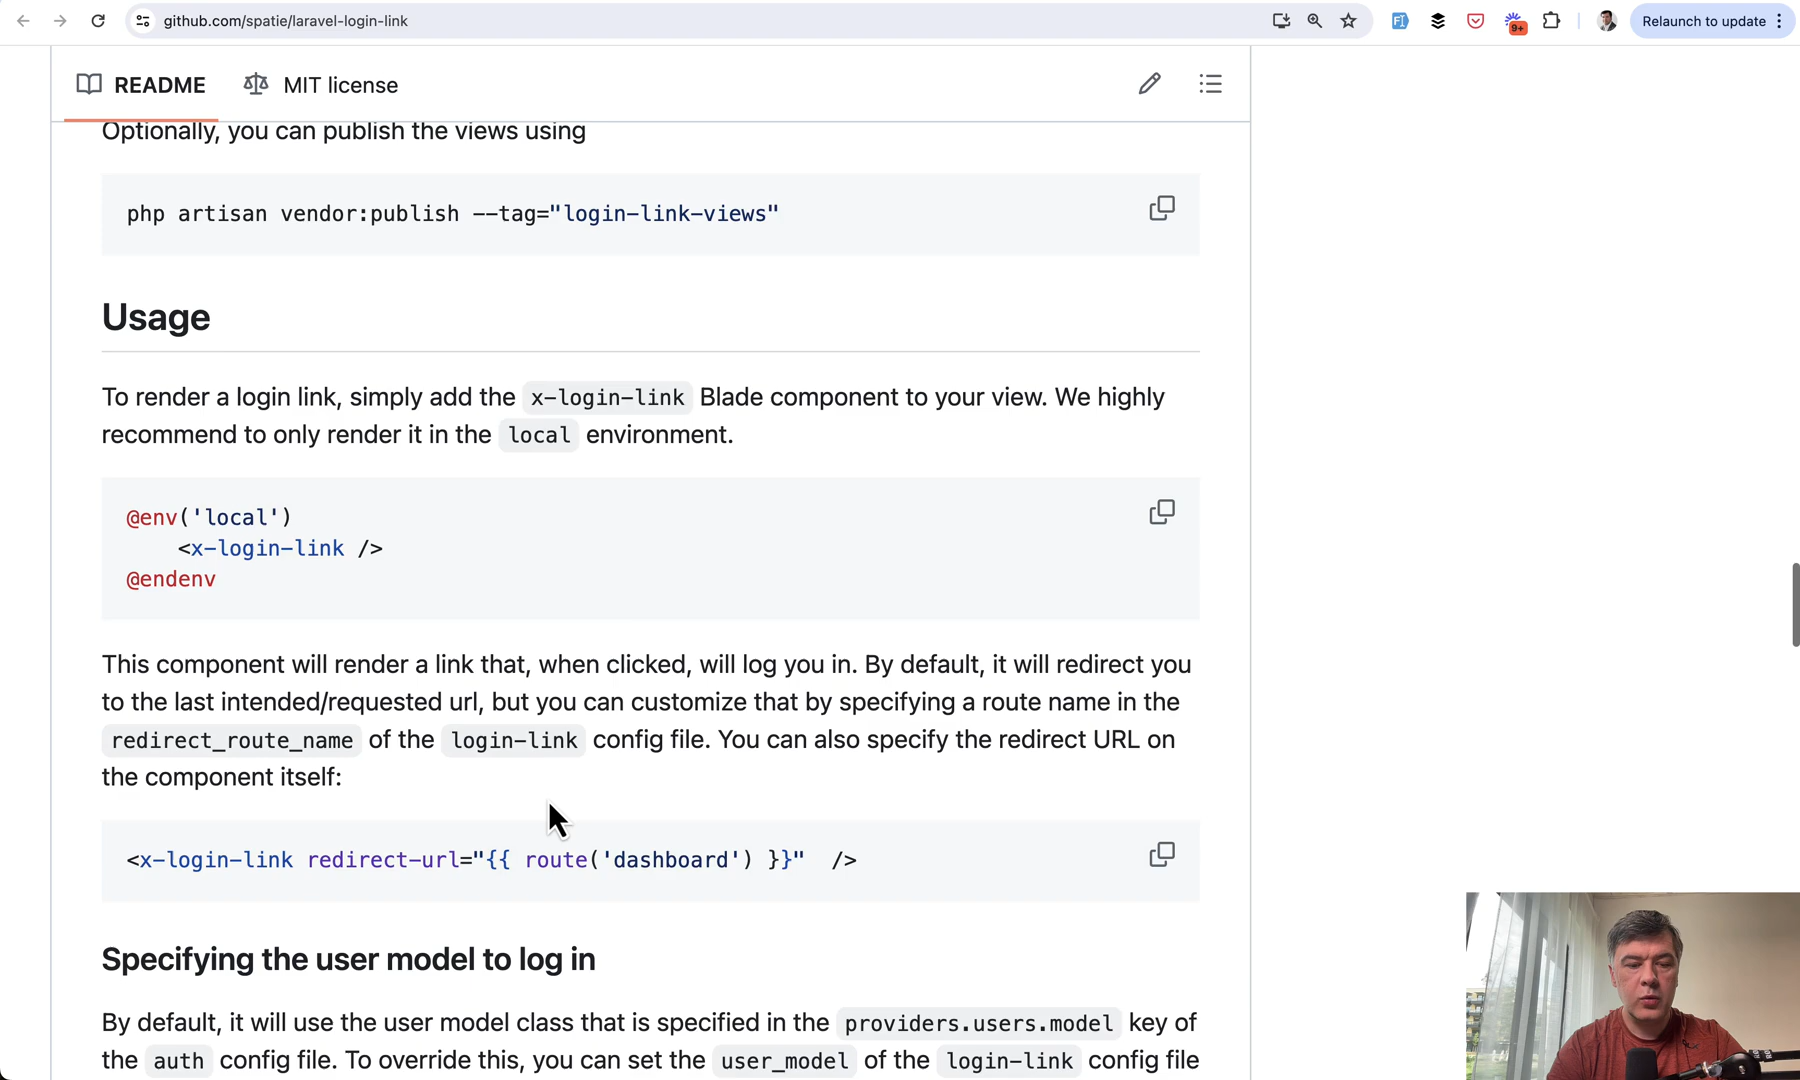 github.com/spatie/laravel-login-link
9+
Relaunch to update
README
MIT license
Optionally, you can publish the views using
php artisan vendor:publish --tag="login-link-views"
Usage
To render a login link, simply add the x-login-link Blade component to your view. We highly
recommend to only render it in the local environment.
@env('local')
<x-login-link />
@endenv
This component will render a link that, when clicked, will log you in. By default, it will redirect you
to the last intended/requested url, but you can customize that by specifying a route name in the
redirect_route_name of the login-link config file. You can also specify the redirect URL on
the component itself:
<x-login-link redirect-url="{{ route('dashboard') }}"  />
Specifying the user model to log in
By default, it will use the user model class that is specified in the providers.users.model key of
the auth config file. To override this, you can set the user_model of the login-link config file